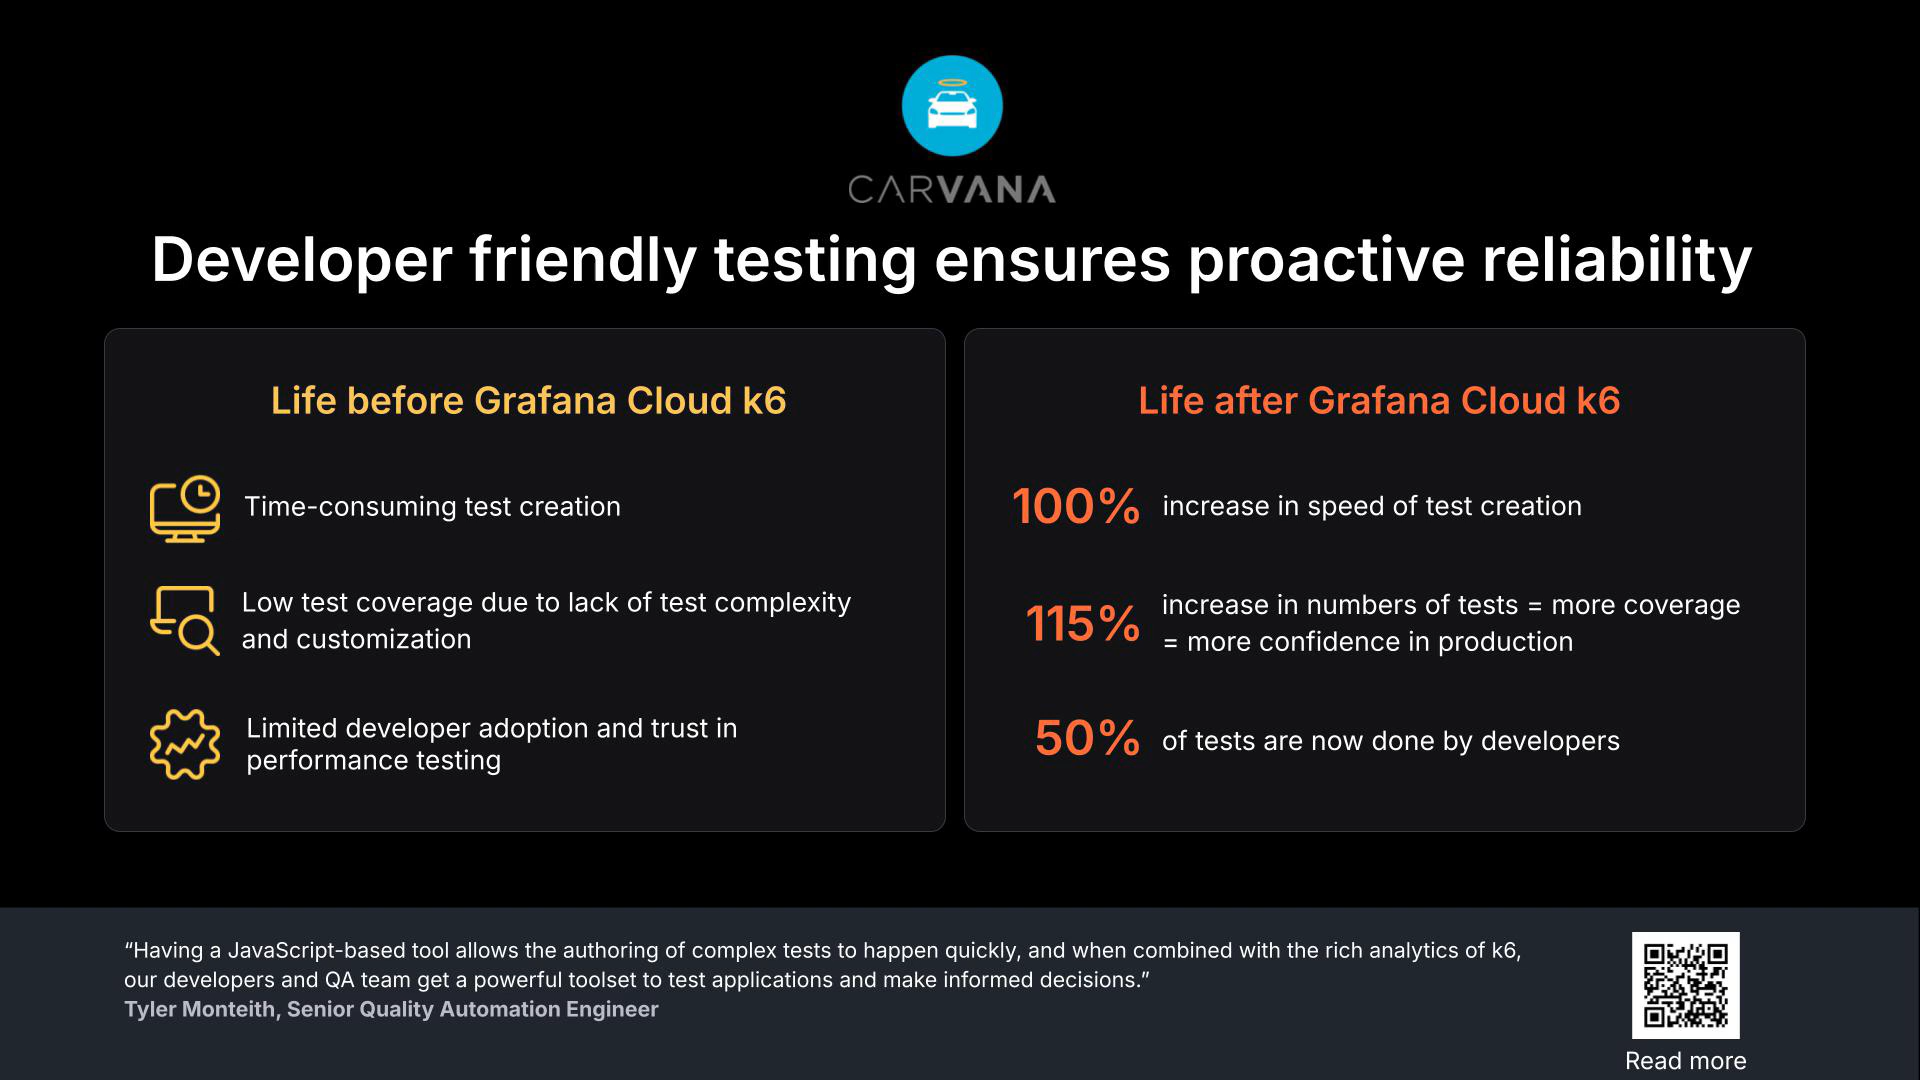 CARVANA
Developer friendly testing ensures proactive reliability
Life before Grafana Cloud k6
Time-consuming test creation
Low test coverage due to lack of test complexity
and customization
Limited developer adoption and trust in
performance testing
Life after Grafana Cloud k6
100% increase in speed of test creation
115% increase in numbers of tests = more coverage
= more confidence in production
50% of tests are now done by developers
“Having a JavaScript-based tool allows the authoring of complex tests to happen quickly, and when combined with the rich analytics of k6,
our developers and QA team get a powerful toolset to test applications and make informed decisions.”
Tyler Monteith, Senior Quality Automation Engineer
Read more